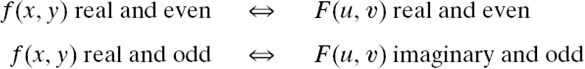 f(x, y) real and even ⇔ F(u, v) real and even
f(x, y) real and odd ⇔ F(u, v) imaginary and odd